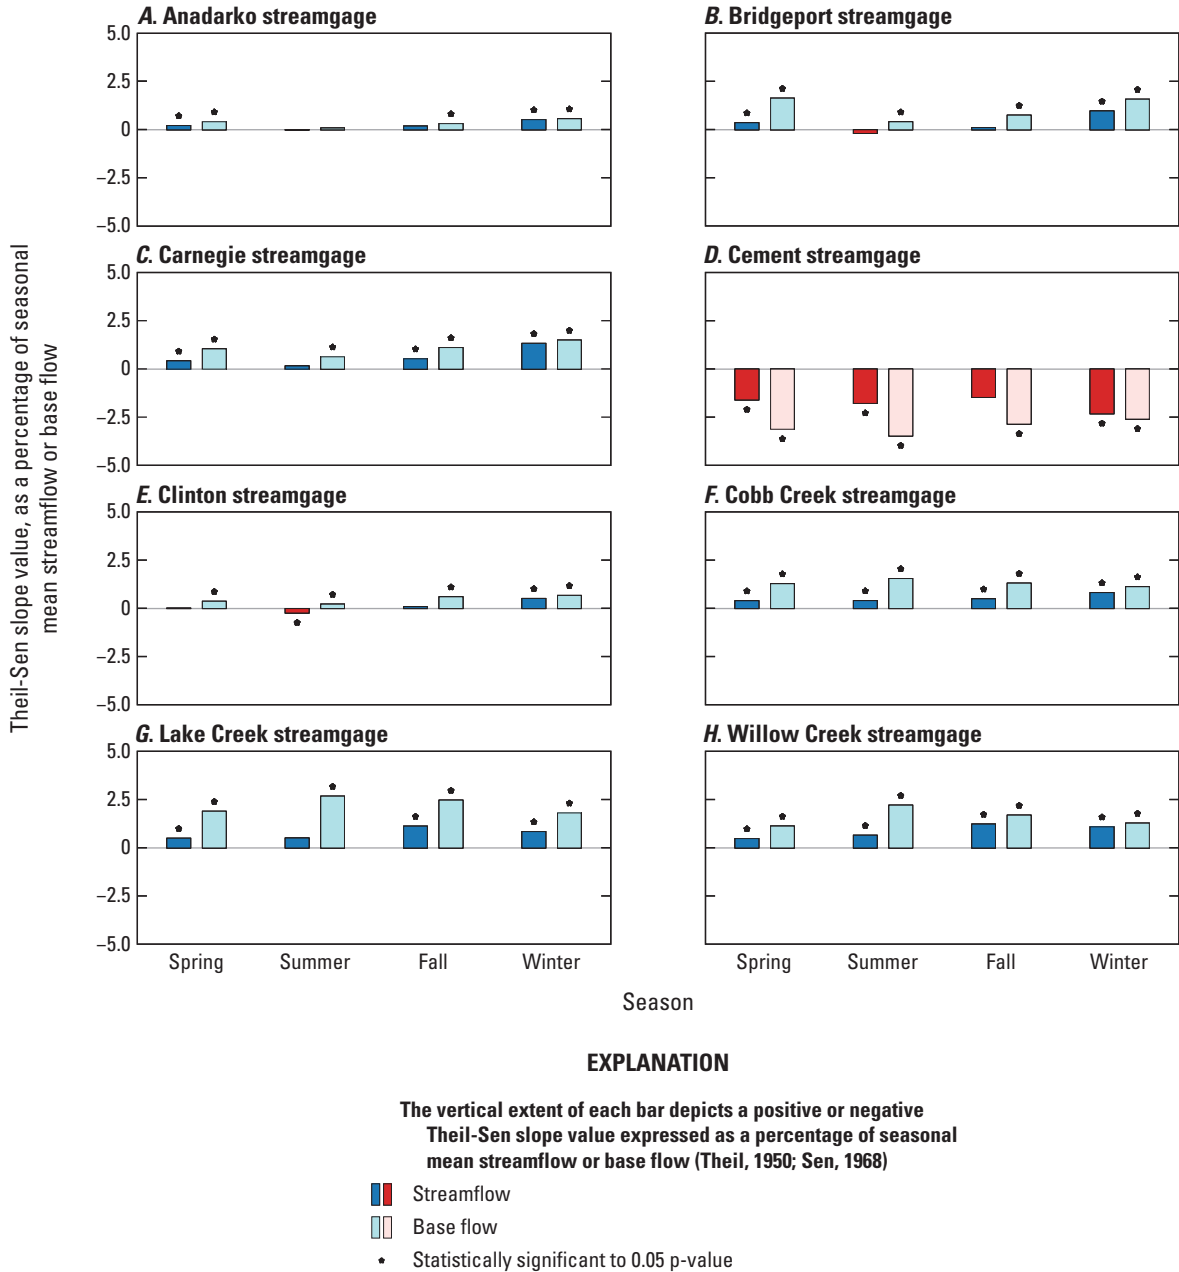 A. Anadarko streamgage
5.0
2.5
0
−2.5
−5.0
B. Bridgeport streamgage
C. Carnegie streamgage
5.0
2.5
0
−2.5
−5.0
D. Cement streamgage
E. Clinton streamgage
5.0
2.5
0
−2.5
−5.0
F. Cobb Creek streamgage
G. Lake Creek streamgage
5.0
2.5
0
−2.5
−5.0
H. Willow Creek streamgage
Theil-Sen slope value, as a percentage of seasonal
mean streamflow or base flow
Spring Summer Fall Winter
Spring Summer Fall Winter
Season
EXPLANATION
The vertical extent of each bar depicts a positive or negative
Theil-Sen slope value expressed as a percentage of seasonal
mean streamflow or base flow (Theil, 1950; Sen, 1968)
Streamflow
Base flow
Statistically significant to 0.05 p-value